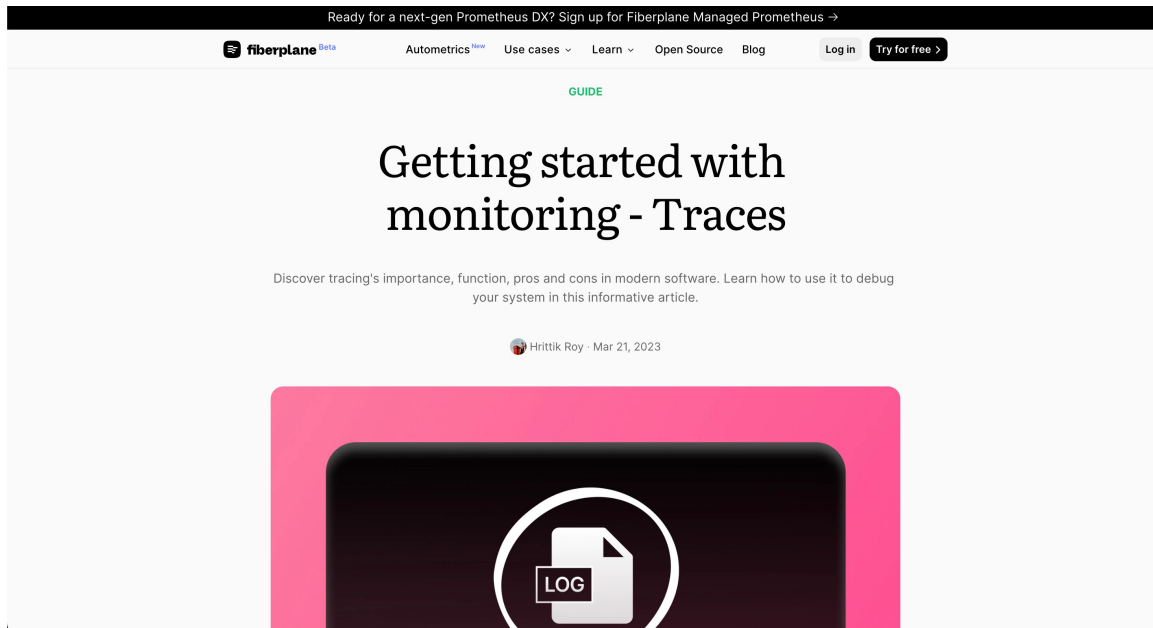 Ready for a next-gen Prometheus DX? Sign up for Fiberplane Managed Prometheus →
fiberplane Beta
Autometrics New
Use cases
Learn
Open Source
Blog
Log in
Try for free
GUIDE
Getting started with
monitoring - Traces
Discover tracing's importance, function, pros and cons in modern software. Learn how to use it to debug
your system in this informative article.
Hrittik Roy · Mar 21, 2023
LOG